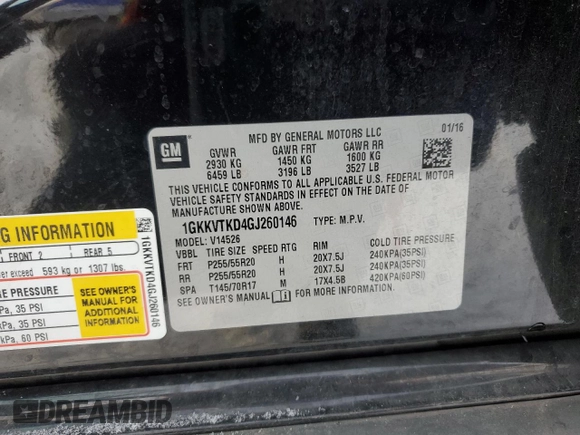 GM
MFD BY GENERAL MOTORS LLC 01/16
GVWR GAWR FRT GAWR RR
2930 KG 1450 KG 1600 KG
6459 LB 3196 LB 3527 LB
THIS VEHICLE CONFORMS TO ALL APPLICABLE U.S. FEDERAL MOTOR
VEHICLE SAFETY AND THEFT PREVENTION STANDARDS IN EFFECT ON THE DATE OF
MANUFACTURE SHOWN ABOVE.
1GKKVTKD4GJ260146 TYPE: M.P.V.
MODEL: V14526
VBBL TIRE SIZE SPEED RTG RIM COLD TIRE PRESSURE
FRT P255/55R20 H 20X7.5J 240KPA(35PSI)
RR P255/55R20 H 20X7.5J 240KPA(35PSI)
SPA T145/70R17 M 17X4.5B 420KPA(60PSI)
SEE OWNER'S MANUAL FOR MORE INFORMATION.
G INFORMATION
FRONT 2 REAR 5
ver exceed 593 kg or 1307 lbs.
E PRESSURE
Pa, 35 PSI
kPa, 35 PSI
kPa, 60 PSI
SEE OWNER'S
MANUAL FOR
ADDITIONAL
INFORMATION
1GKKVTKD4GJ260146
DREAMBID